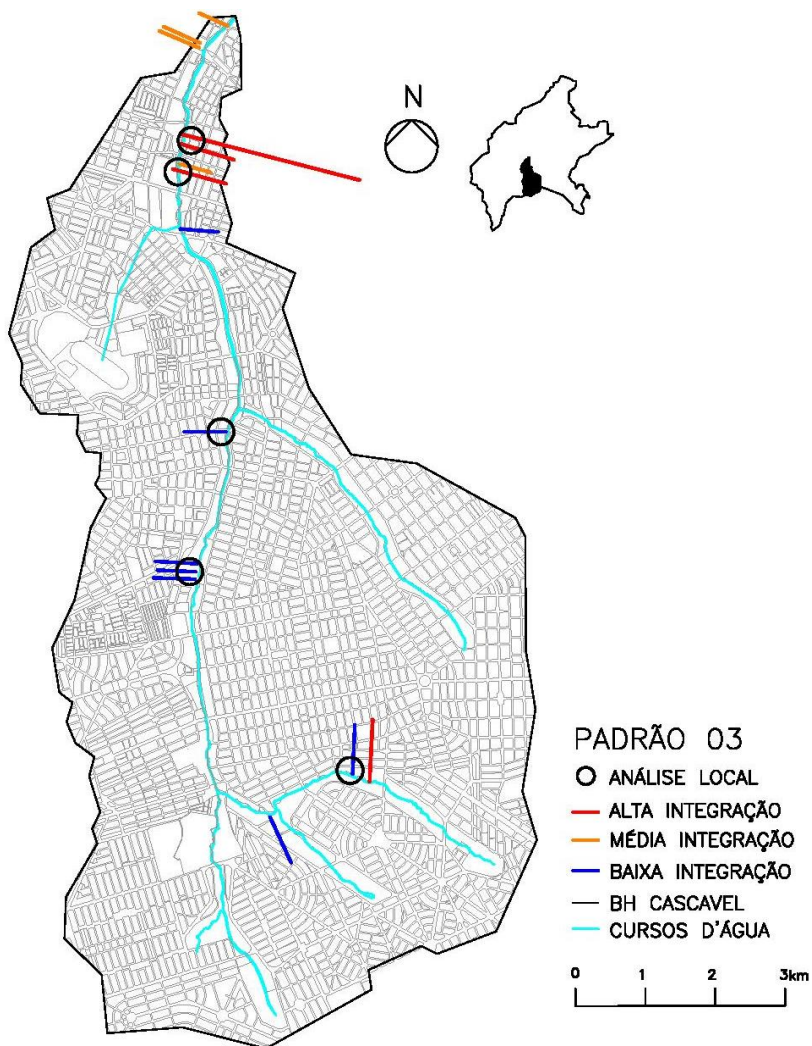 N
PADRÃO 03
ANÁLISE LOCAL
ALTA INTEGRAÇÃO
MÉDIA INTEGRAÇÃO
BAIXA INTEGRAÇÃO
BH CASCAVEL
CURSOS D'ÁGUA
0 1 2 3km